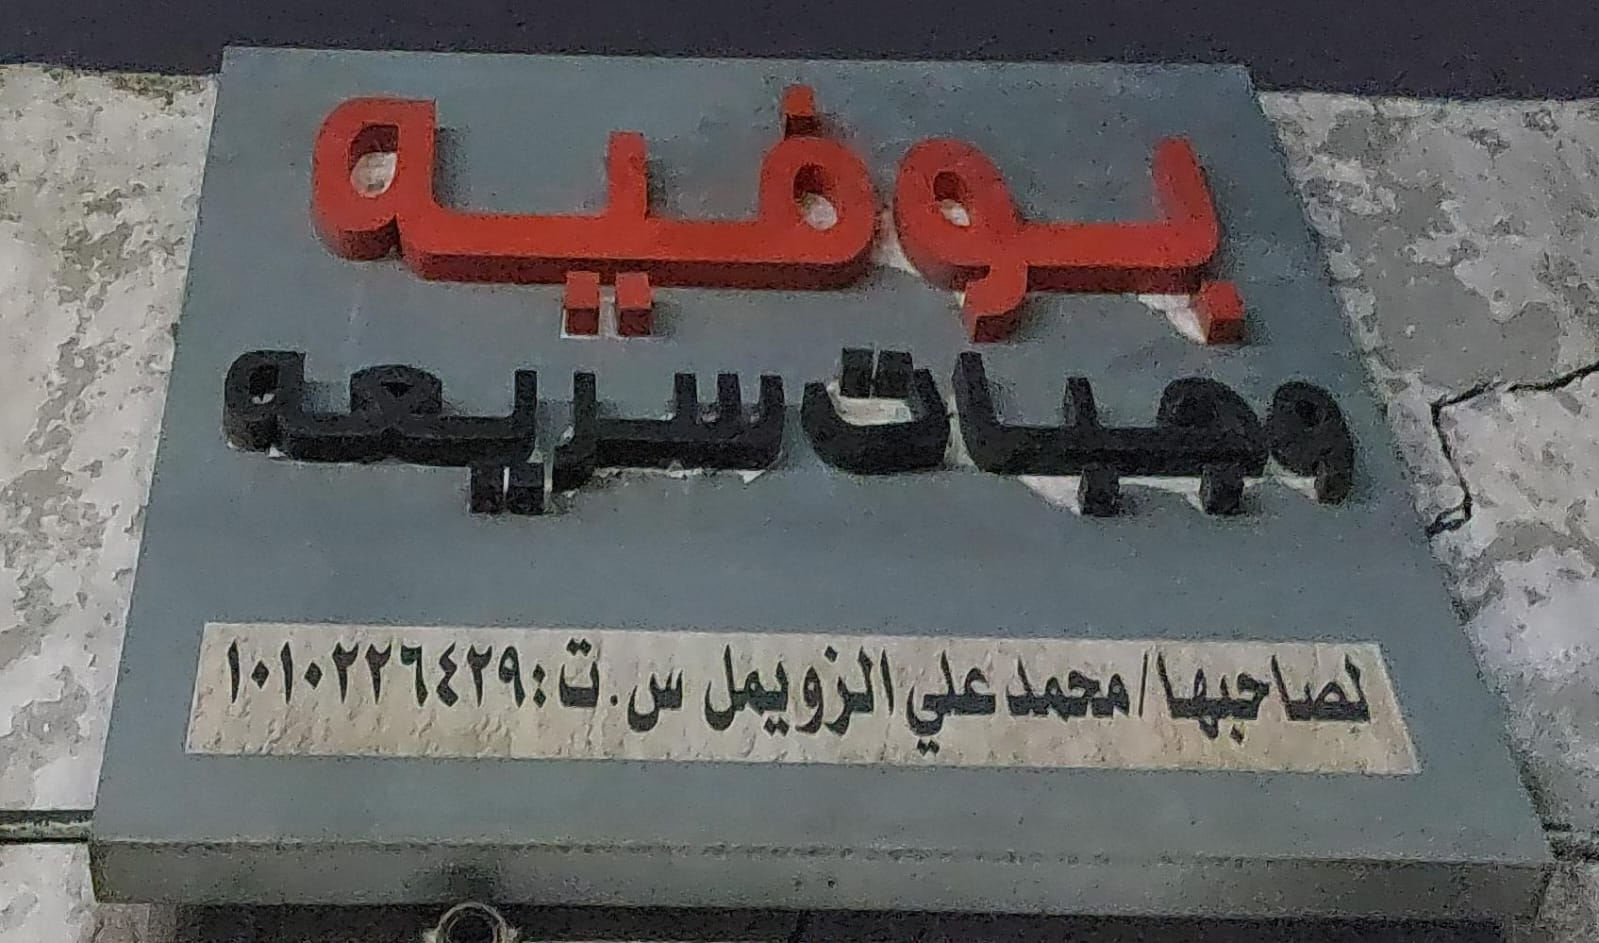 بوفيه
وجبات سريعه
لصاحبها/محمد علي الزويمل س.ت:١٠١٠٢٢٦٤٢٩